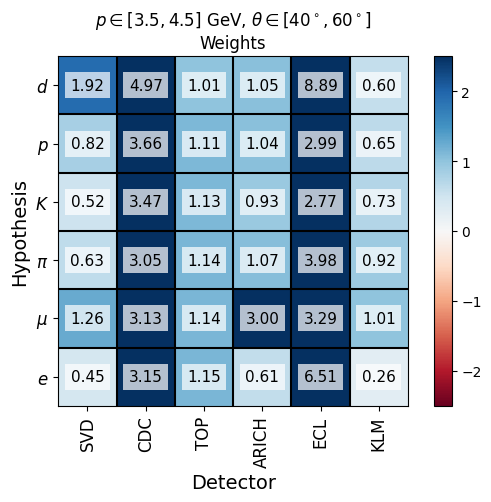 p ∈ [3.5, 4.5] GeV, θ ∈ [40°, 60°]
Weights
Hypothesis
d 1.92 4.97 1.01 1.05 8.89 0.60
p 0.82 3.66 1.11 1.04 2.99 0.65
K 0.52 3.47 1.13 0.93 2.77 0.73
π 0.63 3.05 1.14 1.07 3.98 0.92
μ 1.26 3.13 1.14 3.00 3.29 1.01
e 0.45 3.15 1.15 0.61 6.51 0.26
SVD CDC TOP ARICH ECL KLM
Detector
2
1
0
−1
−2